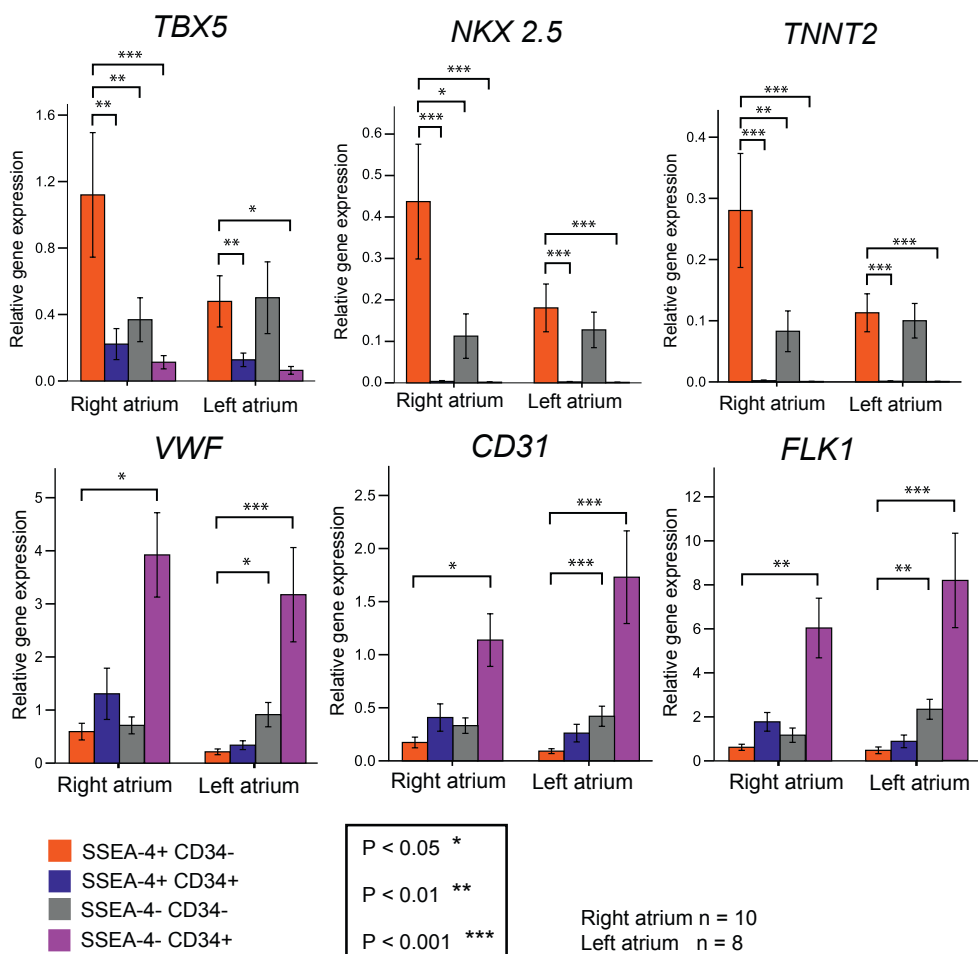 TBX5
NKX 2.5
TNNT2
Relative gene expression
1.6
1.2
0.8
0.4
0.0
***
**
**
*
**
Right atrium
Left atrium
Relative gene expression
0.6
0.5
0.4
0.3
0.2
0.1
0.0
***
*
***
***
***
Right atrium
Left atrium
Relative gene expression
0.4
0.3
0.2
0.1
0.0
***
**
***
***
***
Right atrium
Left atrium
VWF
CD31
FLK1
Relative gene expression
5
4
3
2
1
0
*
***
*
Right atrium
Left atrium
Relative gene expression
2.5
2.0
1.5
1.0
0.5
0.0
*
***
***
Right atrium
Left atrium
Relative gene expression
12
10
8
6
4
2
0
**
***
**
Right atrium
Left atrium
SSEA-4+ CD34-
SSEA-4+ CD34+
SSEA-4- CD34-
SSEA-4- CD34+
P < 0.05 *
P < 0.01 **
P < 0.001 ***
Right atrium n = 10
Left atrium n = 8